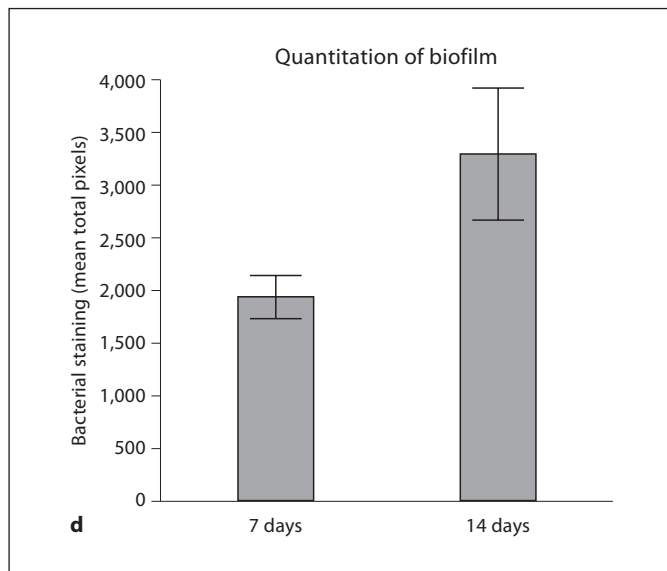 Quantitation of biofilm
Bacterial staining (mean total pixels)
4,000
3,500
3,000
2,500
2,000
1,500
1,000
500
0
7 days
14 days
d